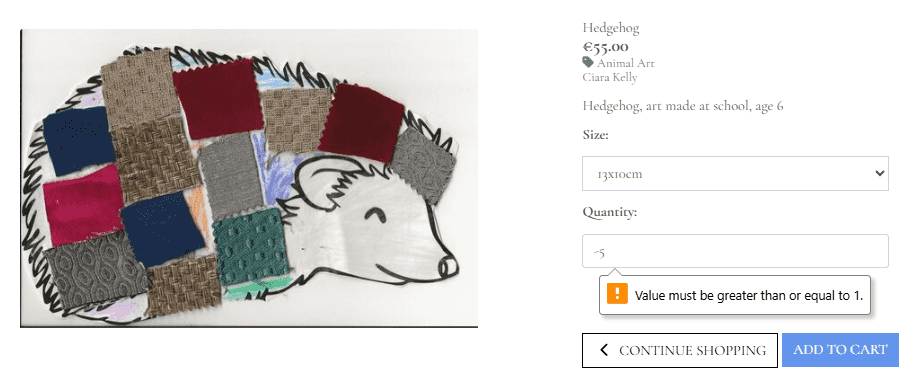 Hedgehog
€55.00
Animal Art
Ciara Kelly
Hedgehog, art made at school, age 6
Size:
13x10cm
Quantity:
-5
Value must be greater than or equal to 1.
CONTINUE SHOPPING
ADD TO CART